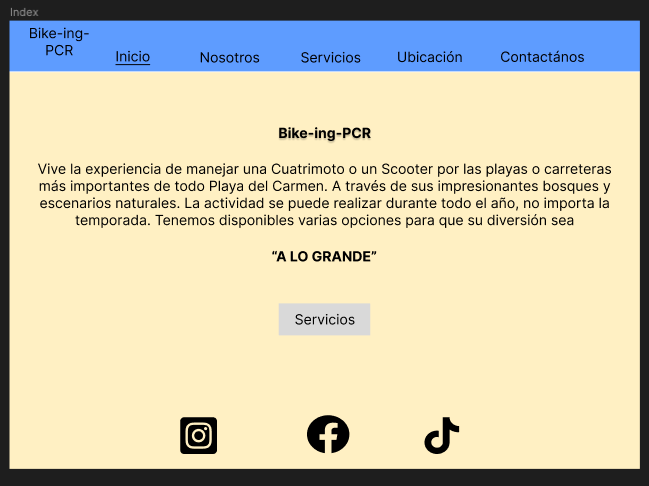 Index
Bike-ing-
PCR
Inicio
Nosotros
Servicios
Ubicación
Contactános
Bike-ing-PCR
Vive la experiencia de manejar una Cuatrimoto o un Scooter por las playas o carreteras
más importantes de todo Playa del Carmen. A través de sus impresionantes bosques y
escenarios naturales. La actividad se puede realizar durante todo el año, no importa la
temporada. Tenemos disponibles varias opciones para que su diversión sea
“A LO GRANDE”
Servicios